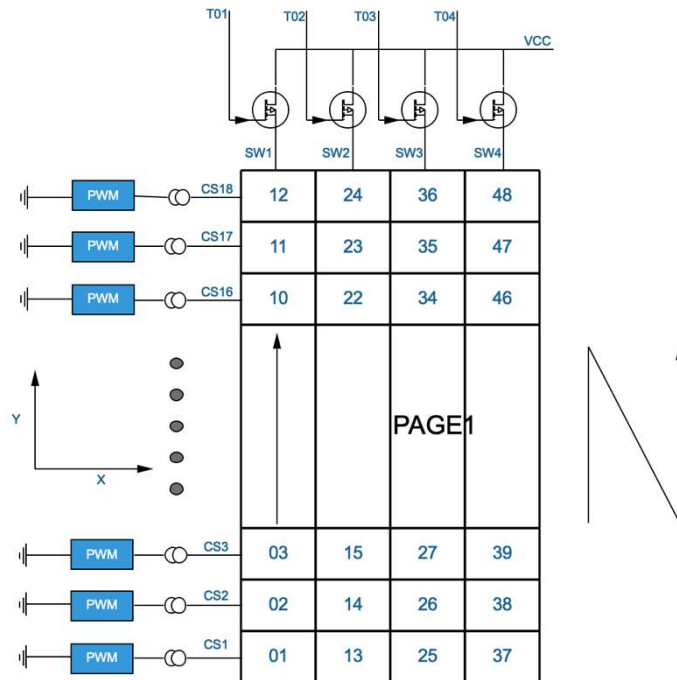 T01 T02 T03 T04
VCC
SW1 SW2 SW3 SW4
PWM CS18 12 24 36 48
PWM CS17 11 23 35 47
PWM CS16 10 22 34 46
Y
X
PAGE1
PWM CS3 03 15 27 39
PWM CS2 02 14 26 38
PWM CS1 01 13 25 37